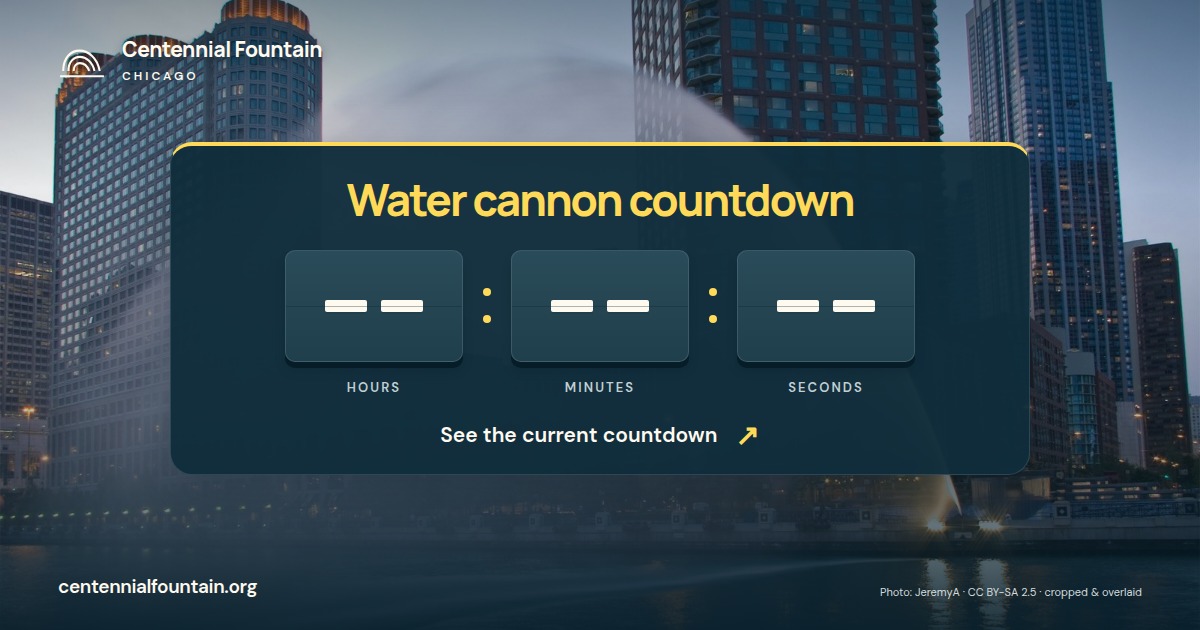 Centennial Fountain
CHICAGO
Water cannon countdown
-- : -- : --
HOURS MINUTES SECONDS
See the current countdown ↗
centennialfountain.org
Photo: JeremyA · CC BY-SA 2.5 · cropped & overlaid